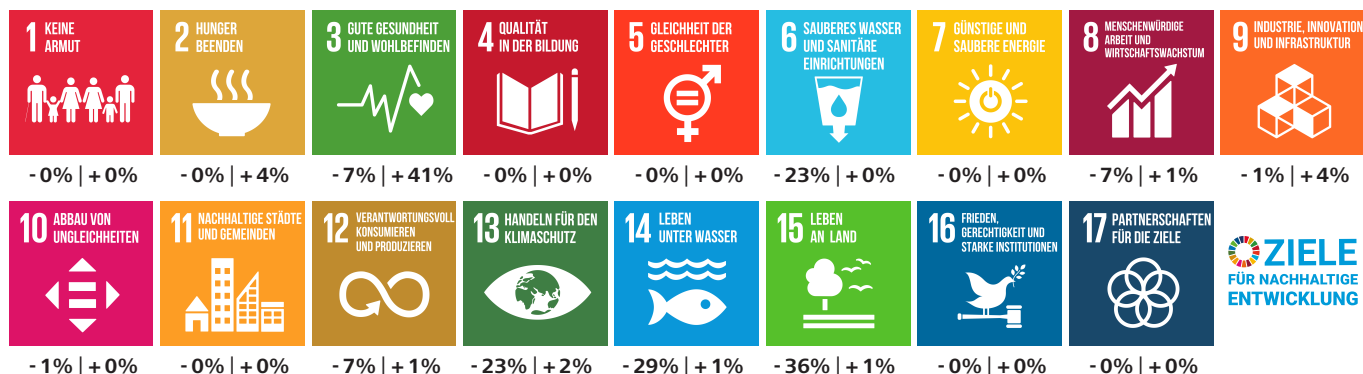 1 KEINE
ARMUT
2 HUNGER
BEENDEN
3 GUTE GESUNDHEIT
UND WOHLBEFINDEN
4 QUALITÄT
IN DER BILDUNG
5 GLEICHHEIT DER
GESCHLECHTER
6 SAUBERES WASSER
UND SANITÄRE
EINRICHTUNGEN
7 GÜNSTIGE UND
SAUBERE ENERGIE
8 MENSCHENWÜRDIGE
ARBEIT UND
WIRTSCHAFTSWACHSTUM
9 INDUSTRIE, INNOVATION
UND INFRASTRUKTUR
-0% | +0%
-0% | +4%
-7% | +41%
-0% | +0%
-0% | +0%
-23% | +0%
-0% | +0%
-7% | +1%
-1% | +4%
10 ABBAU VON
UNGLEICHHEITEN
11 NACHHALTIGE STÄDTE
UND GEMEINDEN
12 VERANTWORTUNGSVOLL
KONSUMIEREN
UND PRODUZIEREN
13 HANDELN FÜR DEN
KLIMASCHUTZ
14 LEBEN
UNTER WASSER
15 LEBEN
AN LAND
16 FRIEDEN,
GERECHTIGKEIT UND
STARKE INSTITUTIONEN
17 PARTNERSCHAFTEN
FÜR DIE ZIELE
ZIELE
FÜR NACHHALTIGE
ENTWICKLUNG
-1% | +0%
-0% | +0%
-7% | +1%
-23% | +2%
-29% | +1%
-36% | +1%
-0% | +0%
-0% | +0%